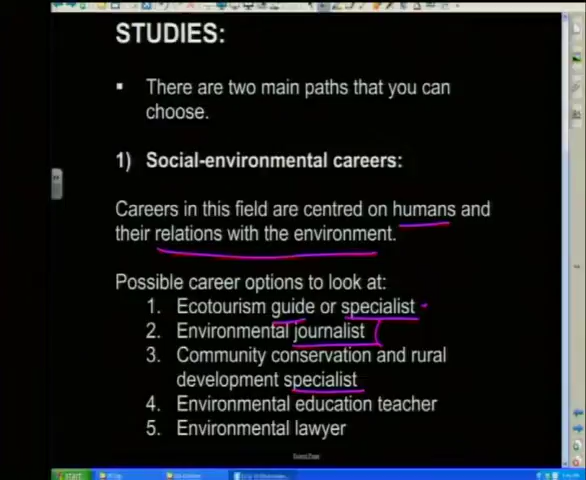 STUDIES:
▪ There are two main paths that you can
choose.
1) Social-environmental careers:
Careers in this field are centred on humans and
their relations with the environment.
Possible career options to look at:
1. Ecotourism guide or specialist
2. Environmental journalist
3. Community conservation and rural
development specialist
4. Environmental education teacher
5. Environmental lawyer
start